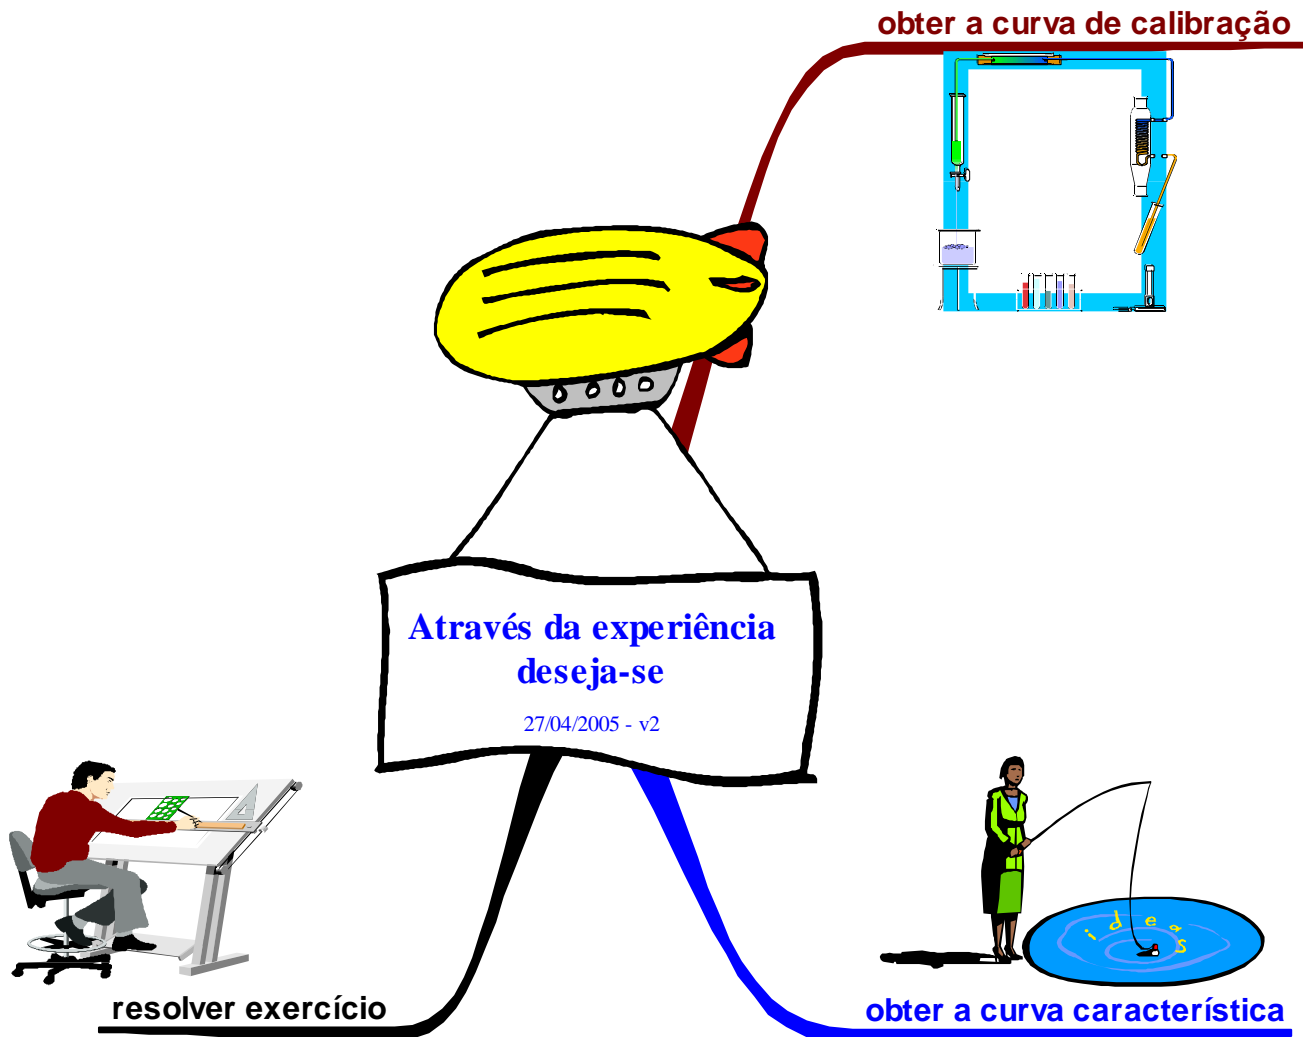 obter a curva de calibração
Através da experiência
deseja-se
27/04/2005 - v2
ideas
resolver exercício
obter a curva característica